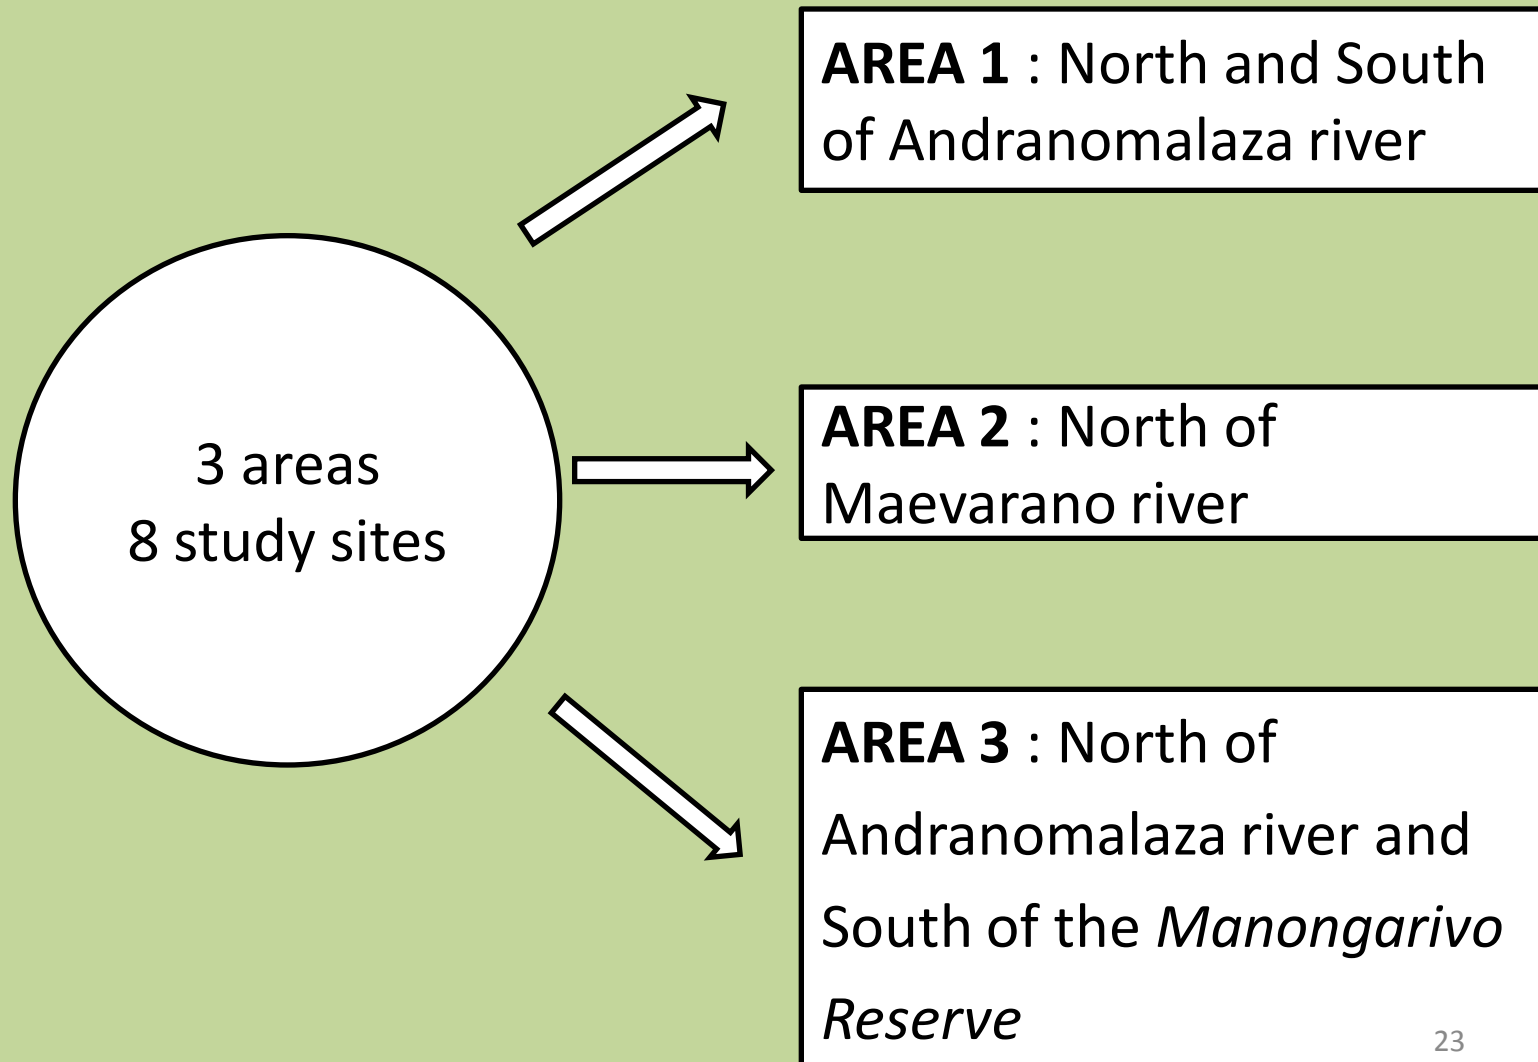 AREA 1 : North and South
of Andranomalaza river
3 areas
8 study sites
AREA 2 : North of
Maevarano river
AREA 3 : North of
Andranomalaza river and
South of the Manongarivo
Reserve
23